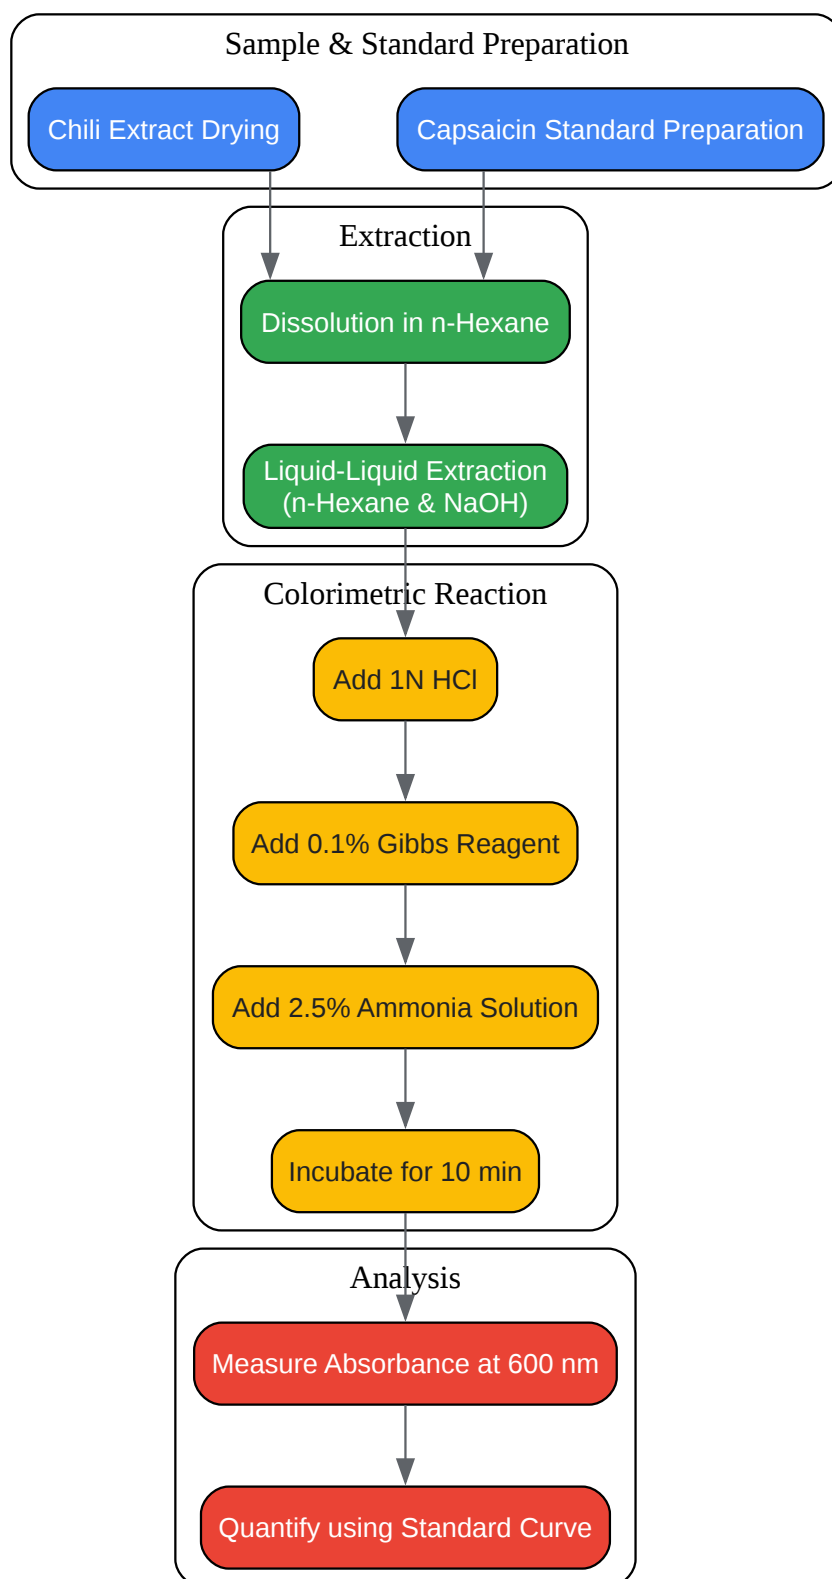 Sample & Standard Preparation
Chili Extract Drying
Capsaicin Standard Preparation
Extraction
Dissolution in n-Hexane
Liquid-Liquid Extraction
(n-Hexane & NaOH)
Colorimetric Reaction
Add 1N HCl
Add 0.1% Gibbs Reagent
Add 2.5% Ammonia Solution
Incubate for 10 min
Analysis
Measure Absorbance at 600 nm
Quantify using Standard Curve